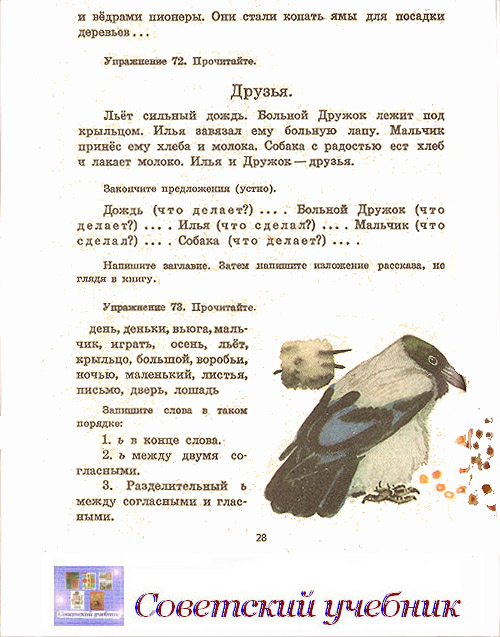 и вёдрами пионеры. Они стали копать ямы для посадки
деревьев...
Упражнение 72. Прочитайте.
Друзья.
Льёт сильный дождь. Больной Дружок лежит под
крыльцом. Илья завязал ему больную лапу. Мальчик
принёс ему хлеба и молока. Собака с радостью ест хлеб
и лакает молоко. Илья и Дружок — друзья.
Закончите предложения (устно).
Дождь (что делает?) .... Больной Дружок (что
делает?) .... Илья (что сделал?) .... Мальчик (что
сделал?) .... Собака (что делает?) ....
Напишите заглавие. Затем напишите изложение рассказа, не
глядя в книгу.
Упражнение 73. Прочитайте.
день, деньки, вьюга, маль-
чик, играть, осень, льёт,
крыльцо, большой, воробьи,
ночью, маленький, листья,
письмо, дверь, лошадь
Запишите слова в таком
порядке:
1. ь в конце слова.
2. ь между двумя со-
гласными.
3. Разделительный ь
между согласными и глас-
ными.
28
Советский учебник
Советский учебник